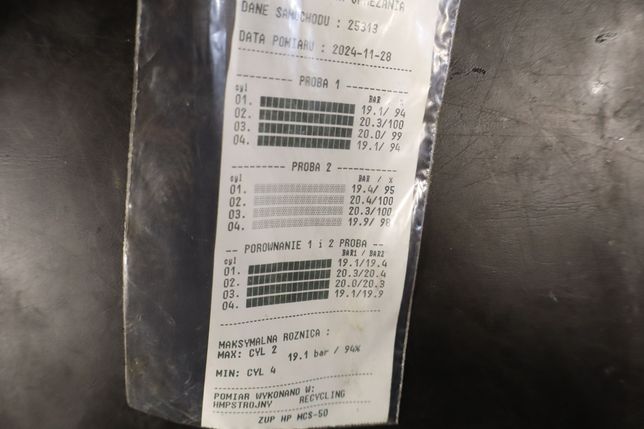 SPREZANIA
DANE SAMOCHODU : 25313
DATA POMIARU : 2024-11-28
PROBA 1
cyl BAR / %
01. 19.1/ 94
02. 20.3/100
03. 20.0/ 99
04. 19.1/ 94
PROBA 2
cyl BAR / %
01. 19.4/ 95
02. 20.4/100
03. 20.3/100
04. 19.9/ 98
-- POROWNANIE 1 i 2 PROBA --
cyl BAR1 / BAR2
01. 19.1/19.4
02. 20.3/20.4
03. 20.0/20.3
04. 19.1/19.9
MAKSYMALNA ROZNICA :
MAX: CYL 2
19.1 bar / 94%
MIN: CYL 4
POMIAR WYKONANO W:
HMPSTROJNY RECYCLING
ZUP HP MCS-50